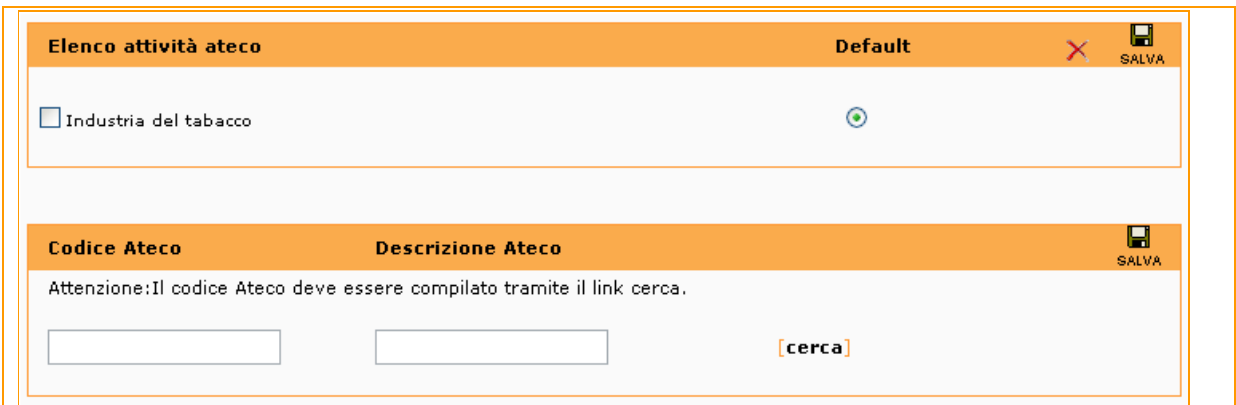 Elenco attività ateco Default SALVA
Industria del tabacco
Codice Ateco Descrizione Ateco SALVA
Attenzione:Il codice Ateco deve essere compilato tramite il link cerca.
[cerca]